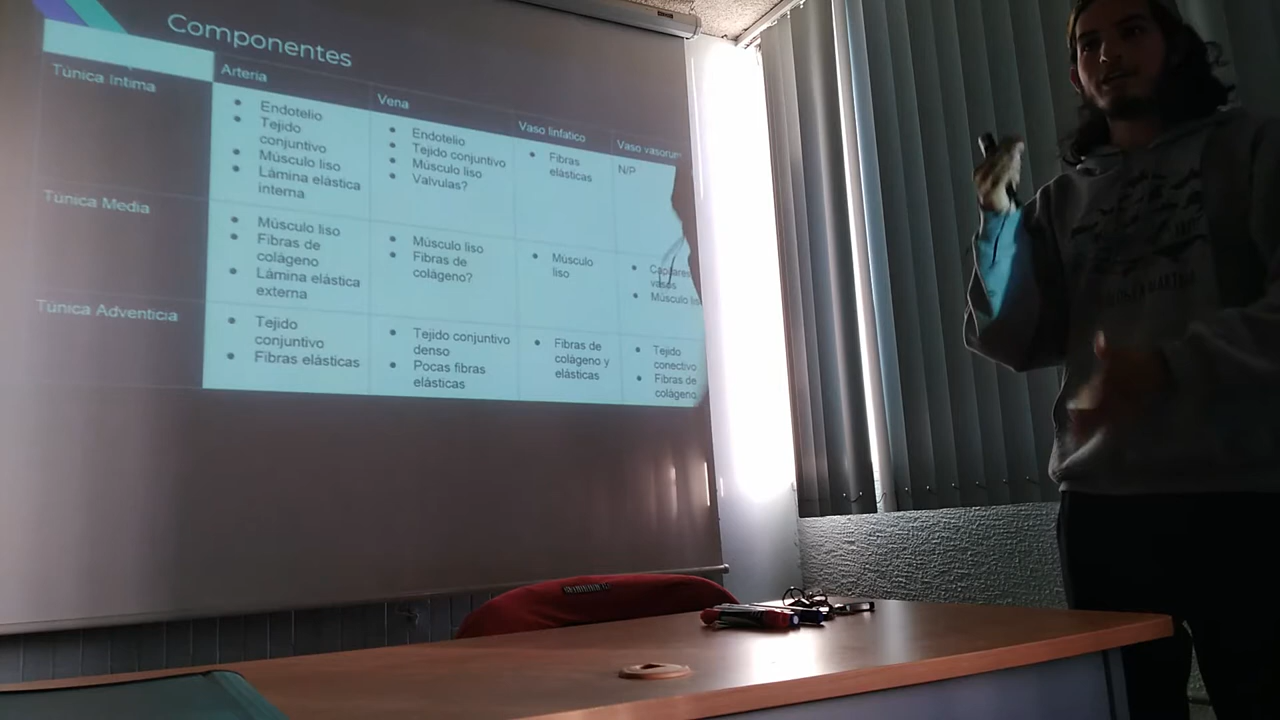 Componentes
Arteria
Vena
Vaso linfatico
Túnica Intima
Endotelio
Tejido
conjuntivo
Músculo liso
Lámina elástica
interna
Endotelio
Tejido conjuntivo
Músculo liso
Valvulas?
Fibras
elásticas
N/P
Túnica Media
Músculo liso
Fibras de
colágeno
Lámina elástica
externa
Músculo liso
Fibras de
colágeno?
Músculo
liso
Túnica Adventicia
Tejido
conjuntivo
Fibras elásticas
Tejido conjuntivo
denso
Pocas fibras
elásticas
Fibras de
colágeno y
elásticas
Tejido
conectivo
Fibras de
colágeno